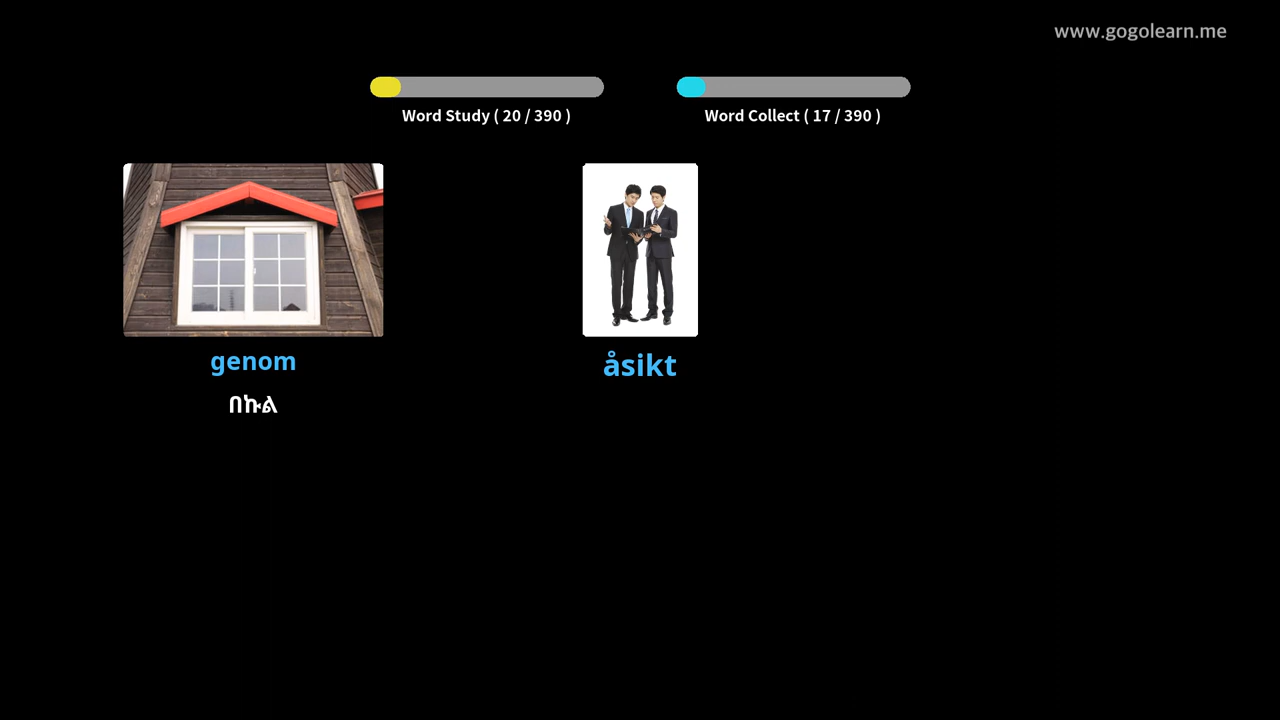 www.gogolearn.me
Word Study ( 20 / 390 )
Word Collect ( 17 / 390 )
genom
በኩል
åsikt